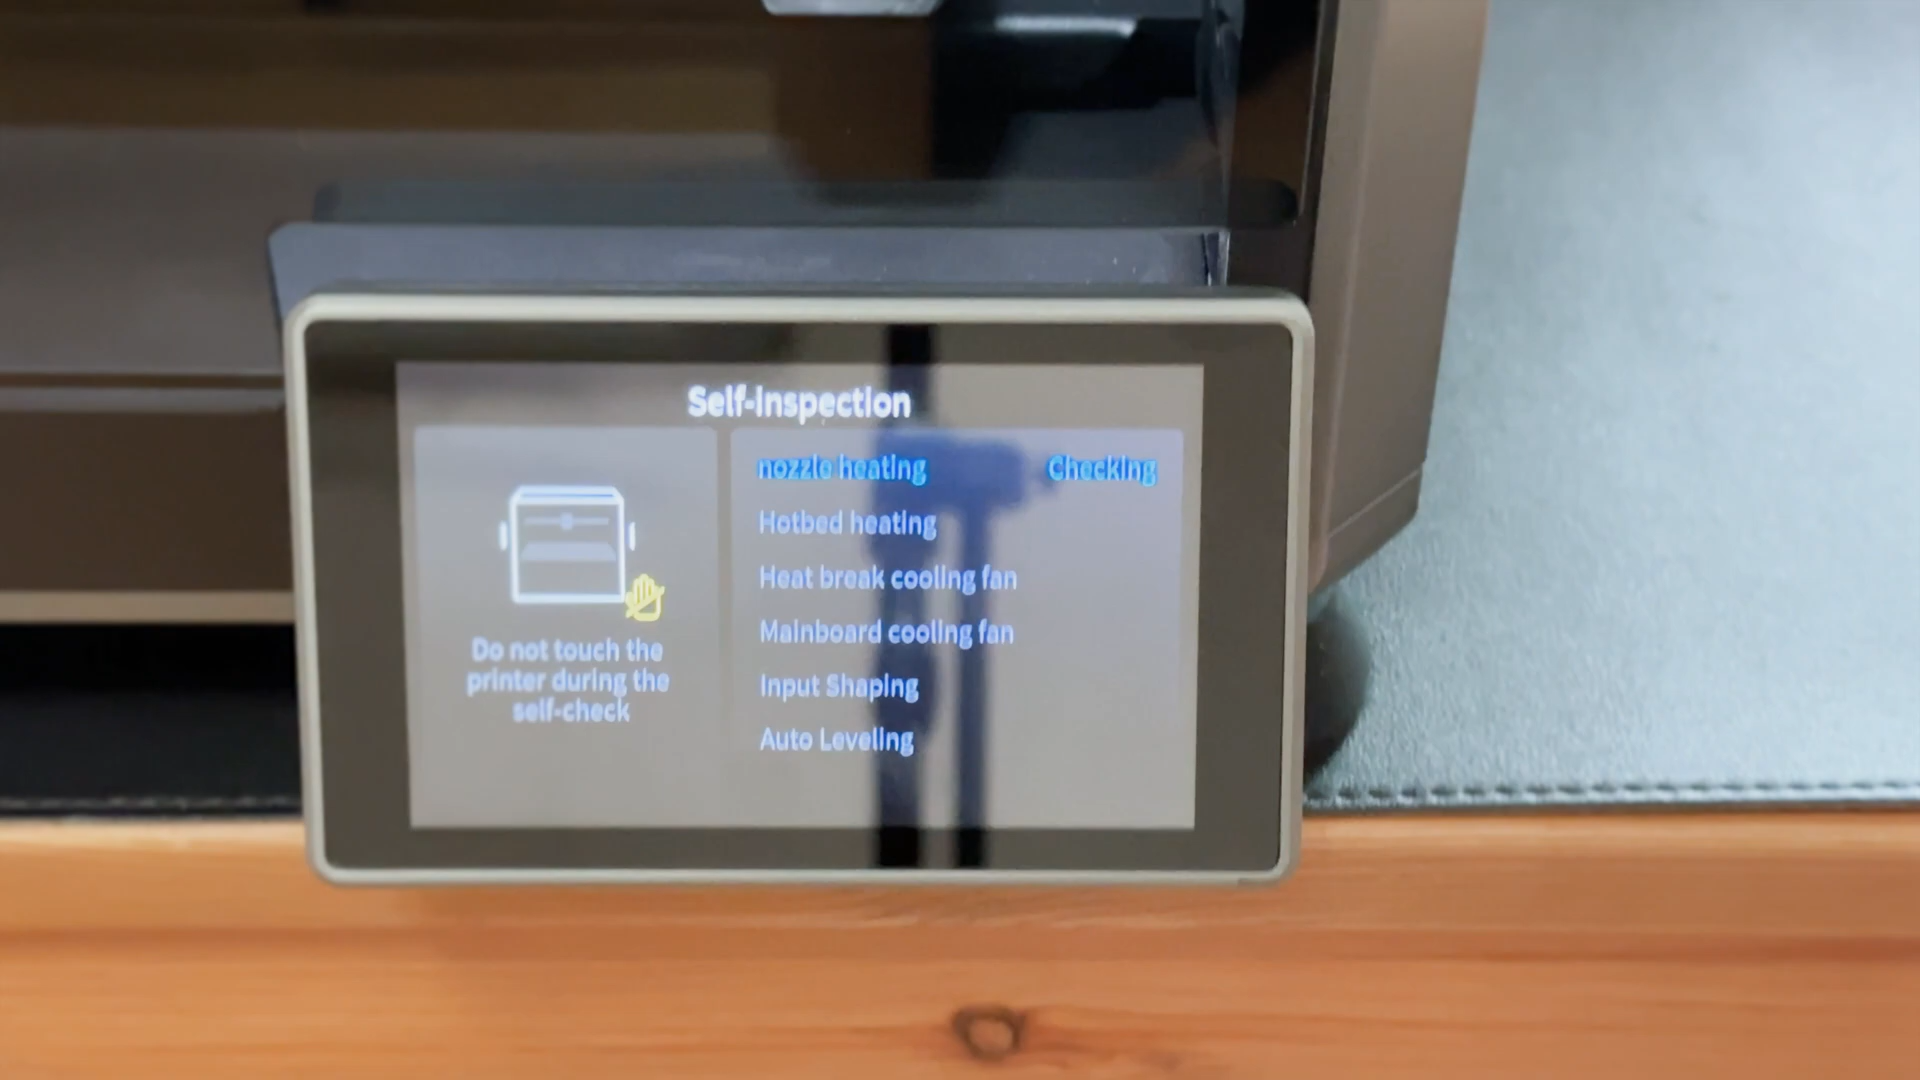 Self-Inspection
nozzle heating Checking
Hotbed heating
Heat break cooling fan
Mainboard cooling fan
Input Shaping
Auto Leveling
Do not touch the
printer during the
self-check